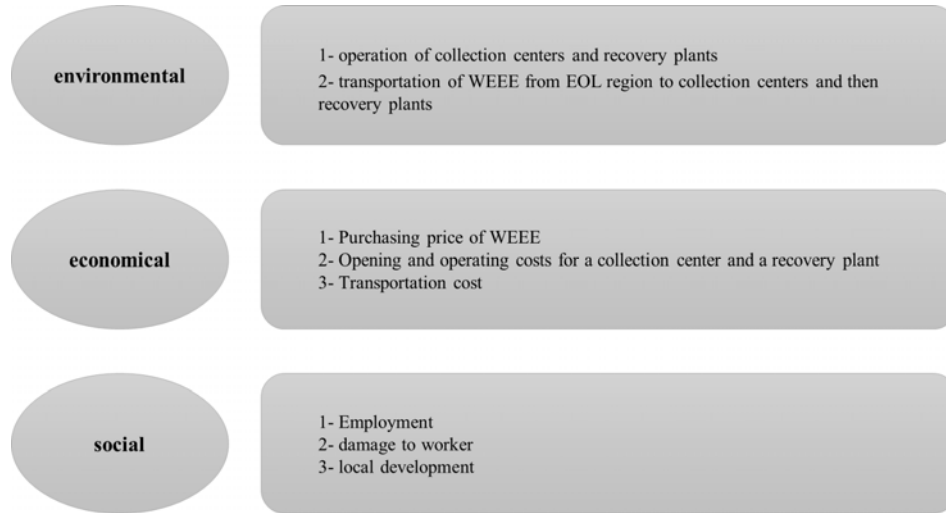 environmental
1- operation of collection centers and recovery plants
2- transportation of WEEE from EOL region to collection centers and then
recovery plants
economical
1- Purchasing price of WEEE
2- Opening and operating costs for a collection center and a recovery plant
3- Transportation cost
social
1- Employment
2- damage to worker
3- local development